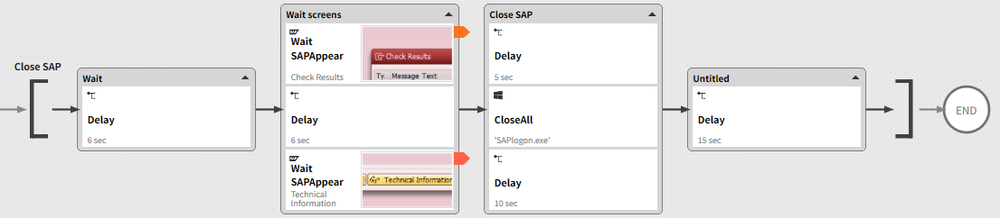 Close SAP
Wait
Delay
6 sec
Wait screens
Wait
SAPAppear
Check Results
Check Results
Ty... Message Text
Delay
6 sec
Wait
SAPAppear
Technical
Information
Technical Information
Close SAP
Delay
5 sec
CloseAll
'SAPlogon.exe'
Delay
10 sec
Untitled
Delay
15 sec
END